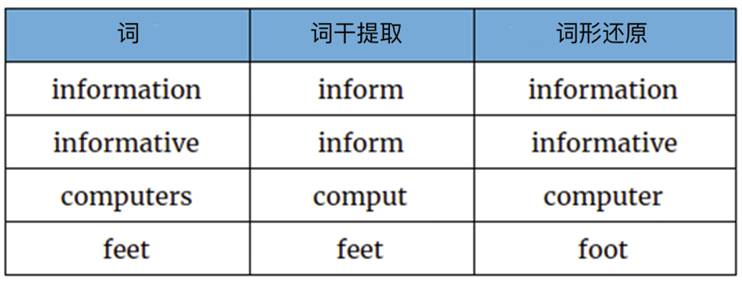 词 词干提取 词形还原
information inform information
informative inform informative
computers comput computer
feet feet foot